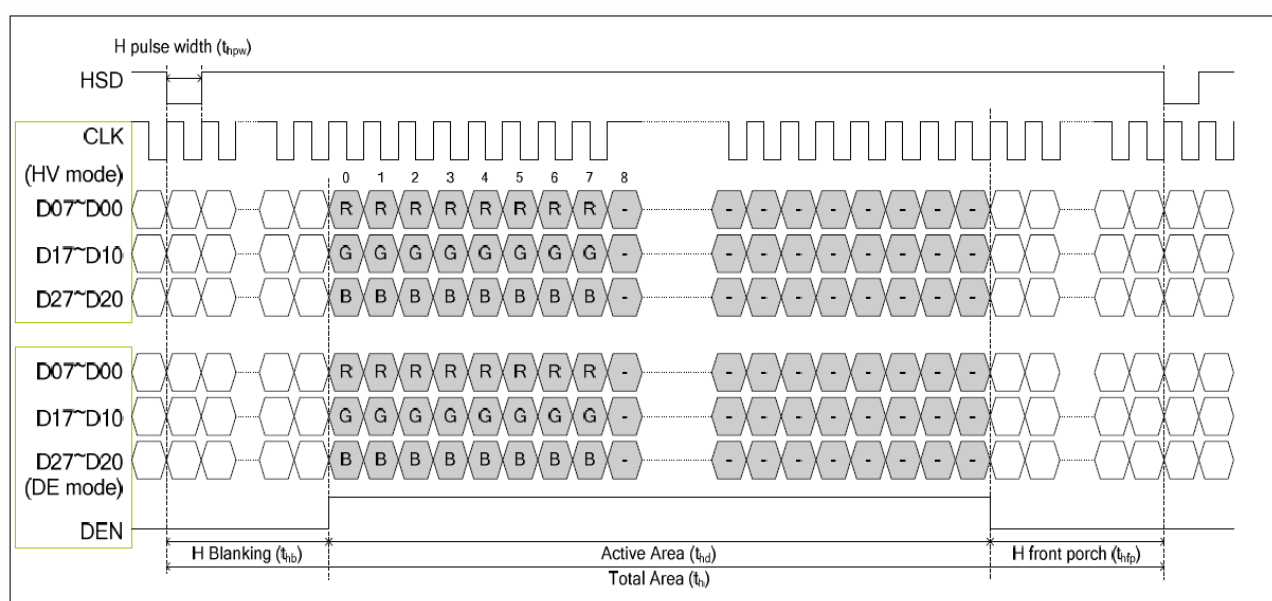 H pulse width (thpw)
HSD
CLK
(HV mode)
0 1 2 3 4 5 6 7 8
D07~D00 R R R R R R R R - - - - - - - - -
D17~D10 G G G G G G G G - - - - - - - - -
D27~D20 B B B B B B B B - - - - - - - - -
D07~D00 R R R R R R R R - - - - - - - - -
D17~D10 G G G G G G G G - - - - - - - - -
D27~D20 B B B B B B B B - - - - - - - - -
(DE mode)
DEN
H Blanking (thb) Active Area (thd) H front porch (thfp)
Total Area (th)